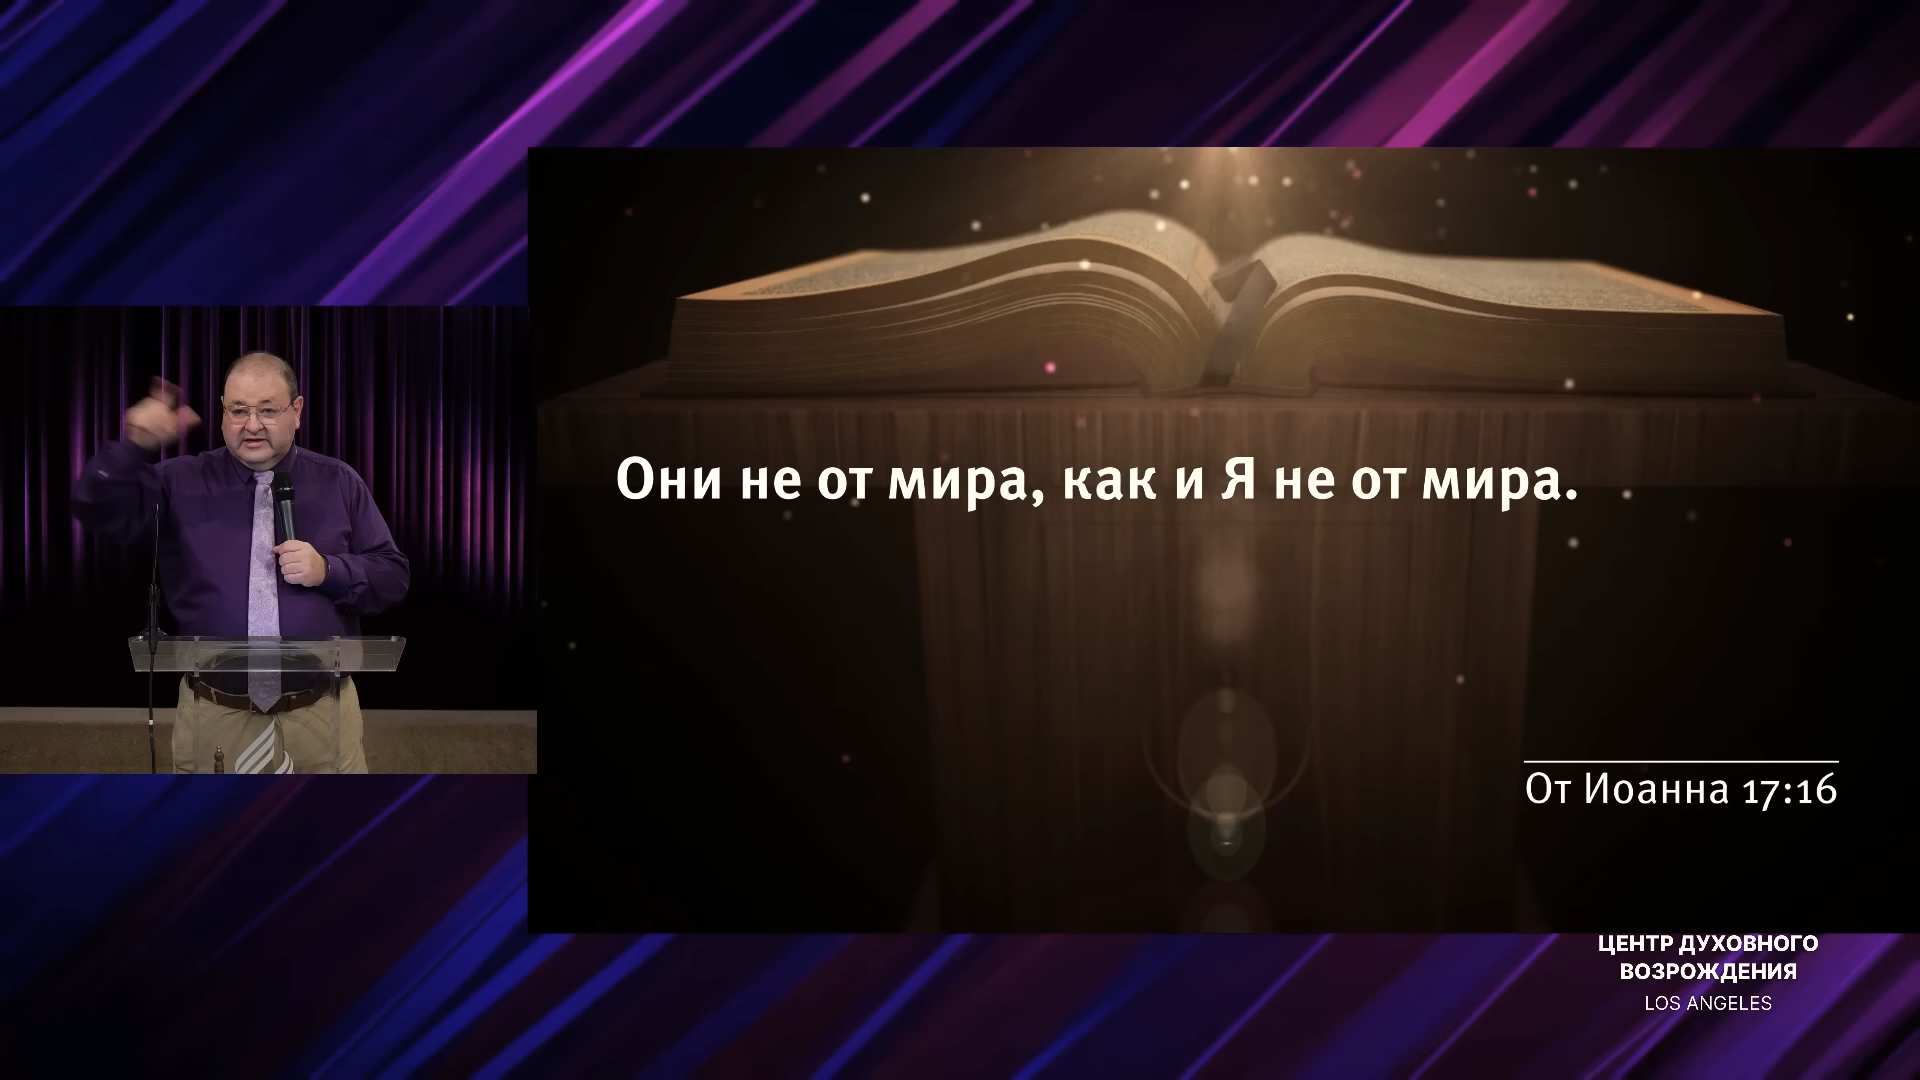 Они не от мира, как и Я не от мира.
От Иоанна 17:16
ЦЕНТР ДУХОВНОГО
ВОЗРОЖДЕНИЯ
LOS ANGELES